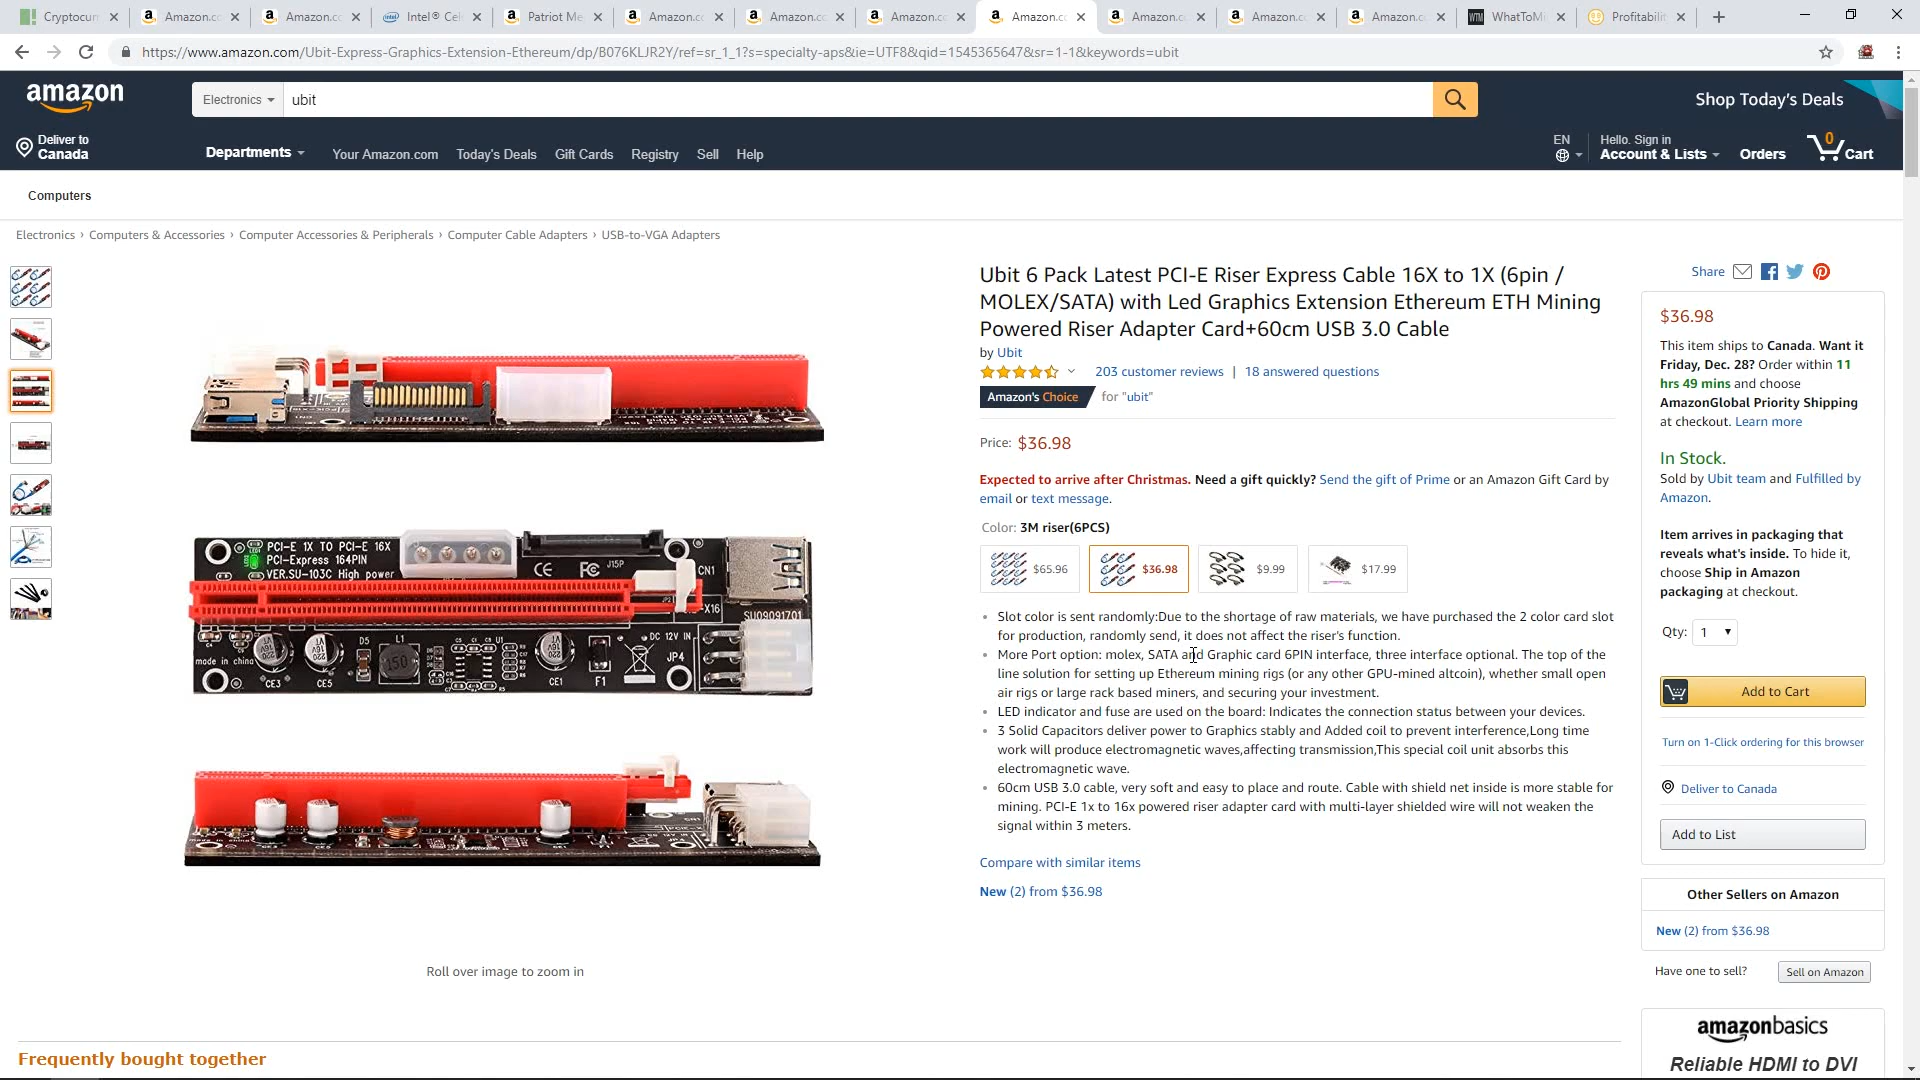 Cryptocurr
Amazon.cc
Amazon.cc
Intel® Cel
Patriot Me
Amazon.cc
Amazon.cc
Amazon.cc
Amazon.cc
Amazon.cc
Amazon.cc
Amazon.cc
WhatToMi
Profitabilit
https://www.amazon.com/Ubit-Express-Graphics-Extension-Ethereum/dp/B076KLJR2Y/ref=sr_1_1?s=specialty-aps&ie=UTF8&qid=1545365647&sr=1-1&keywords=ubit
amazon
Electronics
ubit
Shop Today's Deals
Deliver to
Canada
Departments
Your Amazon.com
Today's Deals
Gift Cards
Registry
Sell
Help
EN
Hello. Sign in
Account & Lists
Orders
0
Cart
Computers
Electronics › Computers & Accessories › Computer Accessories & Peripherals › Computer Cable Adapters › USB-to-VGA Adapters
PCI-E 1X TO PCI-E 16X
PCI-Express 164PIN
VER.SU-103C High power
CE FC J15P
CN1
X16
SU09091701
D5
L1
150
C5
C1
C8
U1
DC 12V IN
JP4
made in china
CE3
CE5
CE1
F1
Roll over image to zoom in
Ubit 6 Pack Latest PCI-E Riser Express Cable 16X to 1X (6pin /
MOLEX/SATA) with Led Graphics Extension Ethereum ETH Mining
Powered Riser Adapter Card+60cm USB 3.0 Cable
by Ubit
203 customer reviews | 18 answered questions
Amazon's Choice for "ubit"
Price: $36.98
Expected to arrive after Christmas. Need a gift quickly? Send the gift of Prime or an Amazon Gift Card by
email or text message.
Color: 3M riser(6PCS)
$65.96
$36.98
$9.99
$17.99
• Slot color is sent randomly:Due to the shortage of raw materials, we have purchased the 2 color card slot
for production, randomly send, it does not affect the riser's function.
• More Port option: molex, SATA and Graphic card 6PIN interface, three interface optional. The top of the
line solution for setting up Ethereum mining rigs (or any other GPU-mined altcoin), whether small open
air rigs or large rack based miners, and securing your investment.
• LED indicator and fuse are used on the board: Indicates the connection status between your devices.
• 3 Solid Capacitors deliver power to Graphics stably and Added coil to prevent interference,Long time
work will produce electromagnetic waves,affecting transmission,This special coil unit absorbs this
electromagnetic wave.
• 60cm USB 3.0 cable, very soft and easy to place and route. Cable with shield net inside is more stable for
mining. PCI-E 1x to 16x powered riser adapter card with multi-layer shielded wire will not weaken the
signal within 3 meters.
Compare with similar items
New (2) from $36.98
Share
$36.98
This item ships to Canada. Want it
Friday, Dec. 28? Order within 11
hrs 49 mins and choose
AmazonGlobal Priority Shipping
at checkout. Learn more
In Stock.
Sold by Ubit team and Fulfilled by
Amazon.
Item arrives in packaging that
reveals what's inside. To hide it,
choose Ship in Amazon
packaging at checkout.
Qty: 1
Add to Cart
Turn on 1-Click ordering for this browser
Deliver to Canada
Add to List
Other Sellers on Amazon
New (2) from $36.98
Have one to sell?
Sell on Amazon
amazonbasics
Reliable HDMI to DVI
Frequently bought together